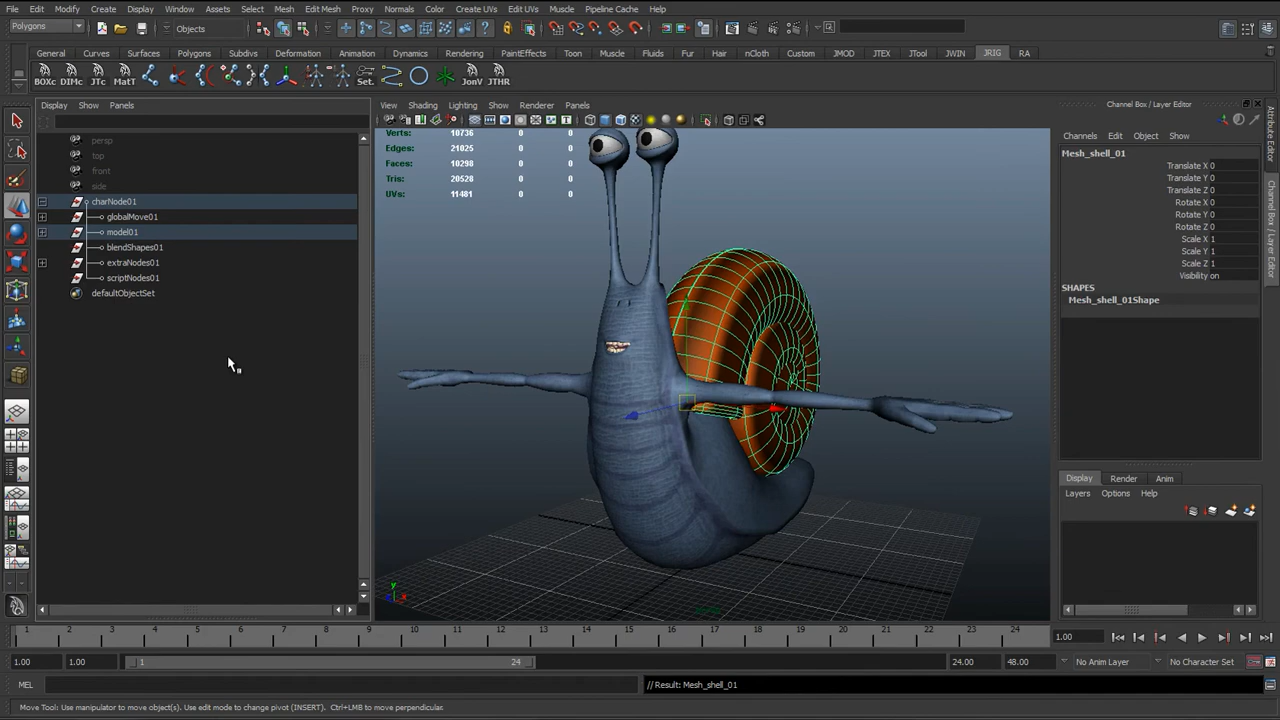 File Edit Modify Create Display Window Assets Select Mesh Edit Mesh Proxy Normals Color Create UVs Edit UVs Muscle Pipeline Cache Help
Polygons Objects
General Curves Surfaces Polygons Subdivs Deformation Animation Dynamics Rendering PaintEffects Toon Muscle Fluids Fur Hair nCloth Custom JMOD JTEX JTool JWIN JRIG RA
BOXc DIMc JTc MatT Set. JonV JTHR
Display Show Panels
View Shading Lighting Show Renderer Panels
Channel Box / Layer Editor
Channels Edit Object Show
persp
top
front
side
charNode01
globalMove01
model01
blendShapes01
extraNodes01
scriptNodes01
defaultObjectSet
Verts: 10736 0 0
Edges: 21025 0 0
Faces: 10298 0 0
Tris: 20528 0 0
UVs: 11481 0 0
y
z x
Mesh_shell_01
Translate X 0
Translate Y 0
Translate Z 0
Rotate X 0
Rotate Y 0
Rotate Z 0
Scale X 1
Scale Y 1
Scale Z 1
Visibility on
SHAPES
Mesh_shell_01Shape
Attribute Editor
Channel Box / Layer Editor
Display Render Anim
Layers Options Help
1 2 3 4 5 6 7 8 9 10 11 12 13 14 15 16 17 18 19 20 21 22 23 24
1.00
1.00 1.00 1 24 24.00 48.00 No Anim Layer No Character Set
MEL // Result: Mesh_shell_01
Move Tool: Use manipulator to move object(s). Use edit mode to change pivot (INSERT). Ctrl+LMB to move perpendicular.